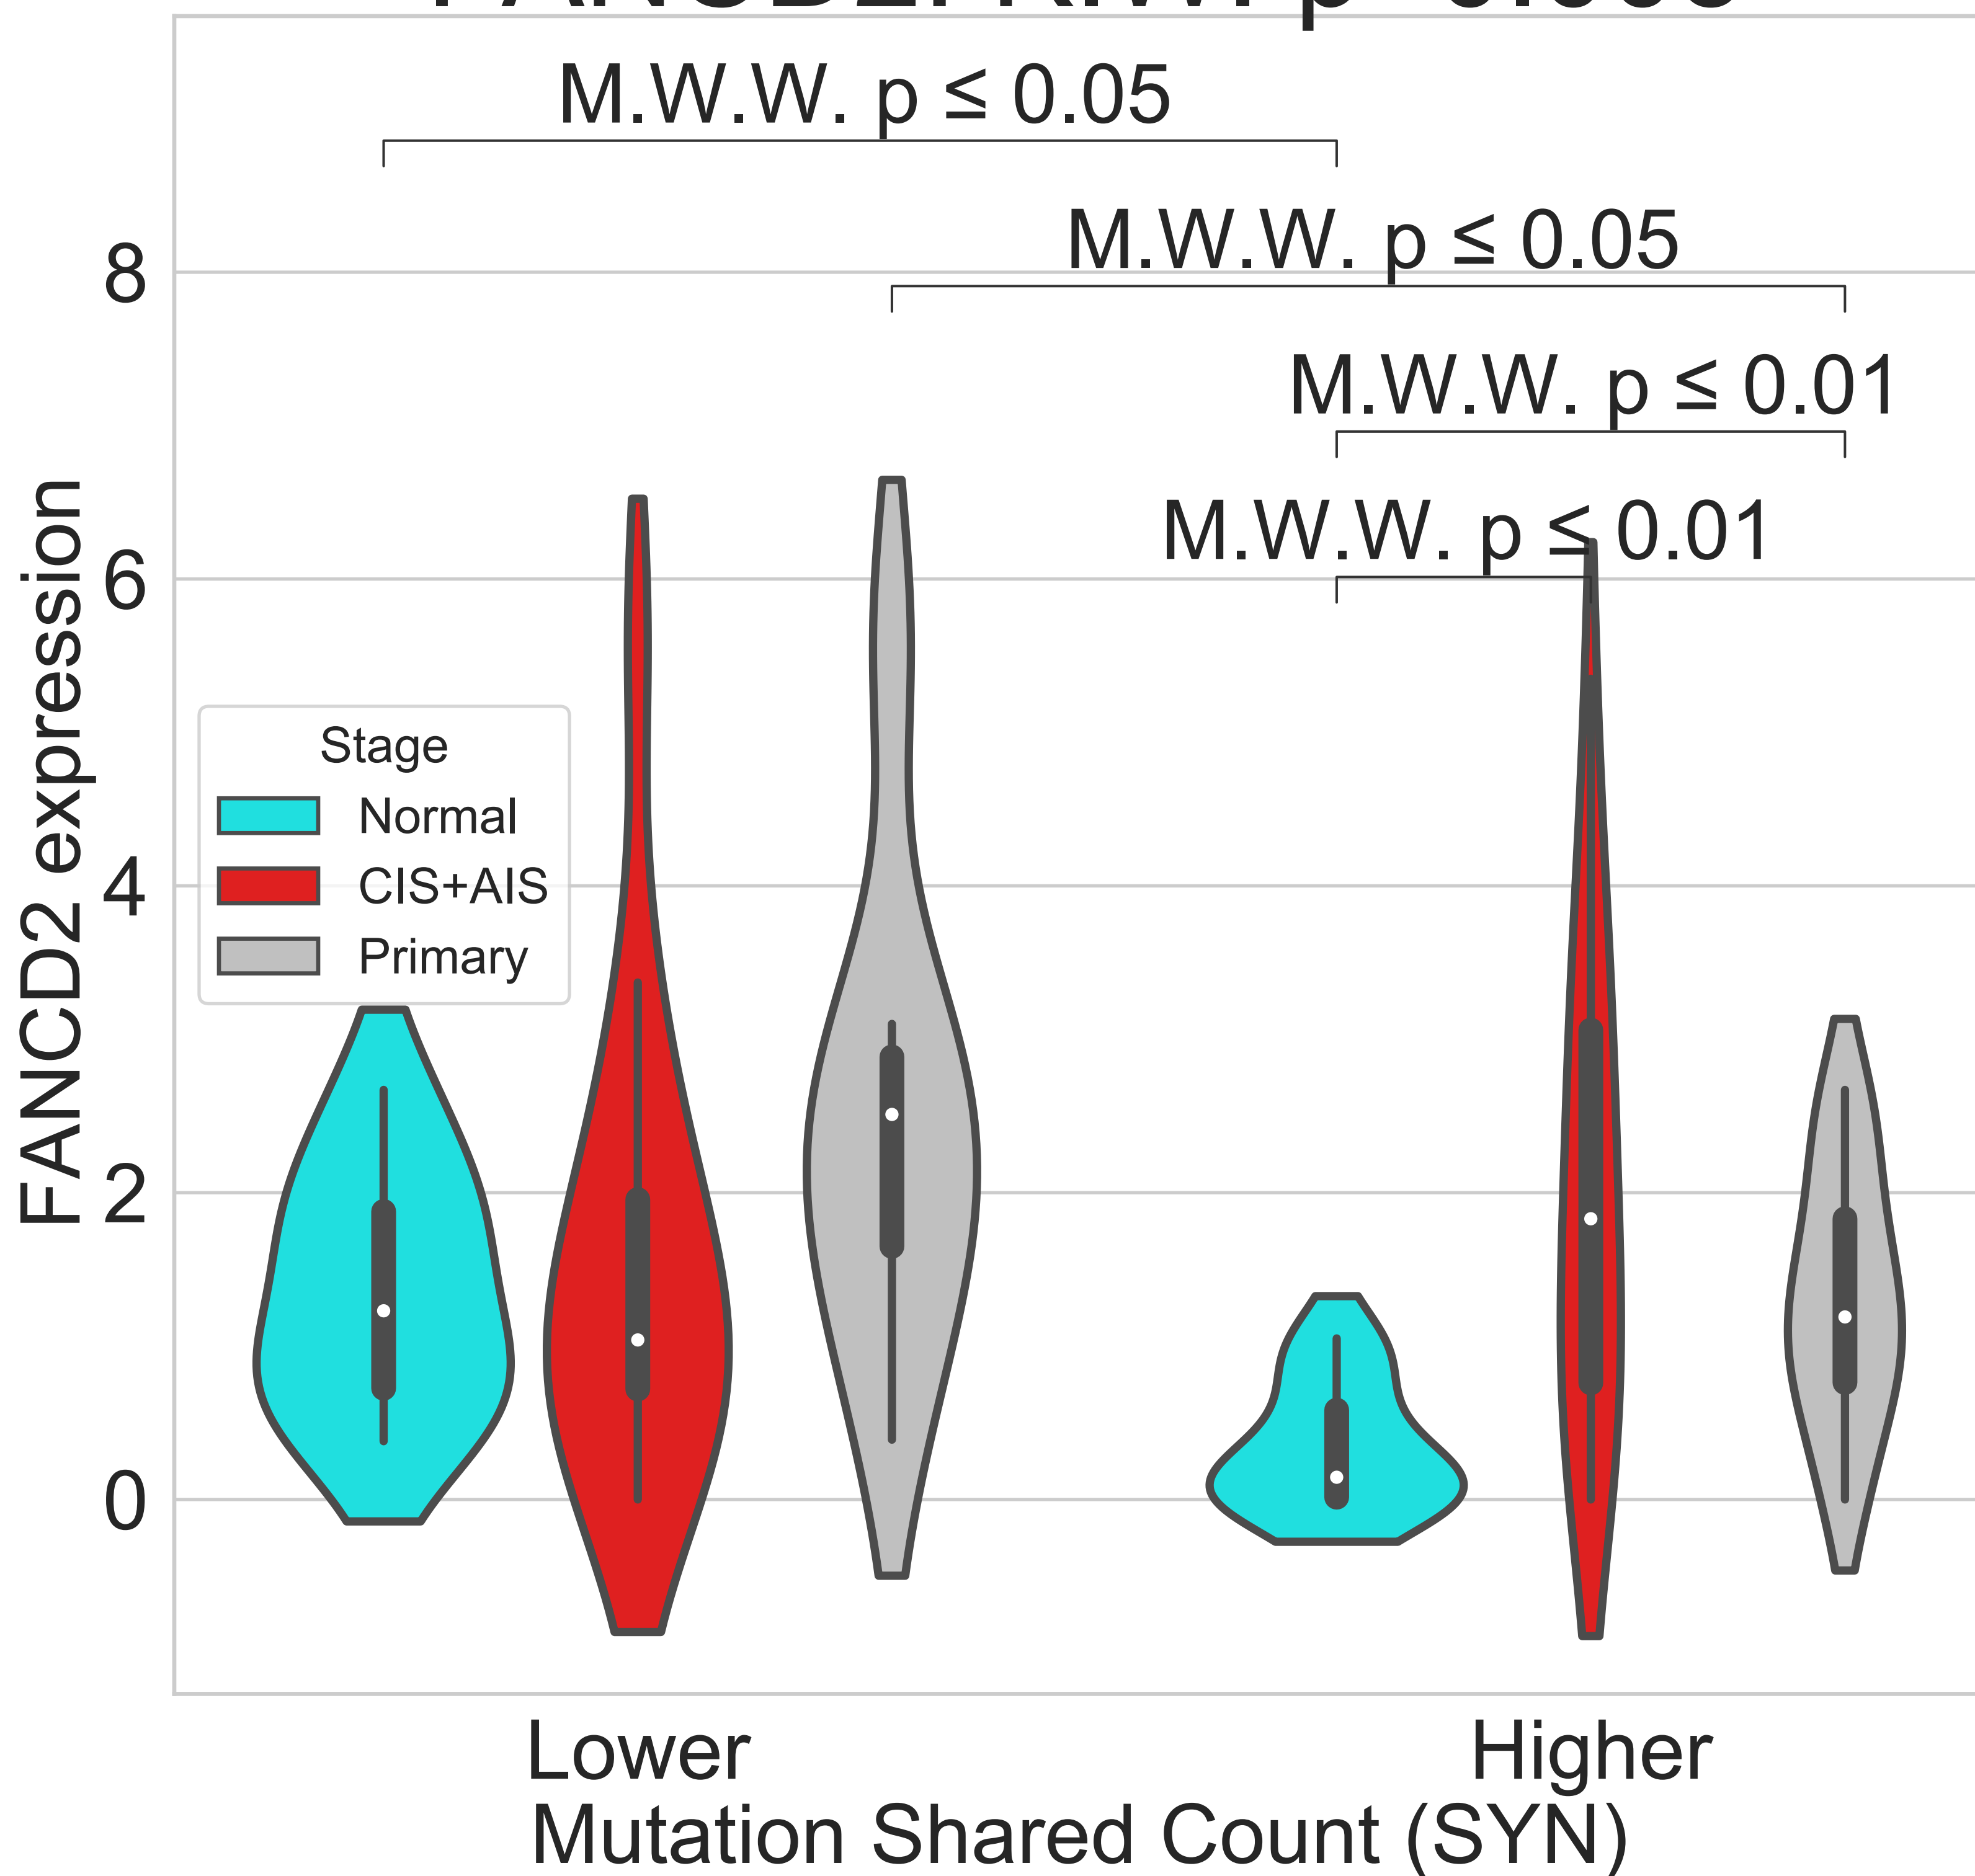 M.W.W. p ≤ 0.05
M.W.W. p ≤ 0.05
M.W.W. p ≤ 0.01
M.W.W. p ≤ 0.01
8
6
4
2
0
FANCD2 expression
Stage
Normal
CIS+AIS
Primary
Lower
Higher
Mutation Shared Count (SYN)